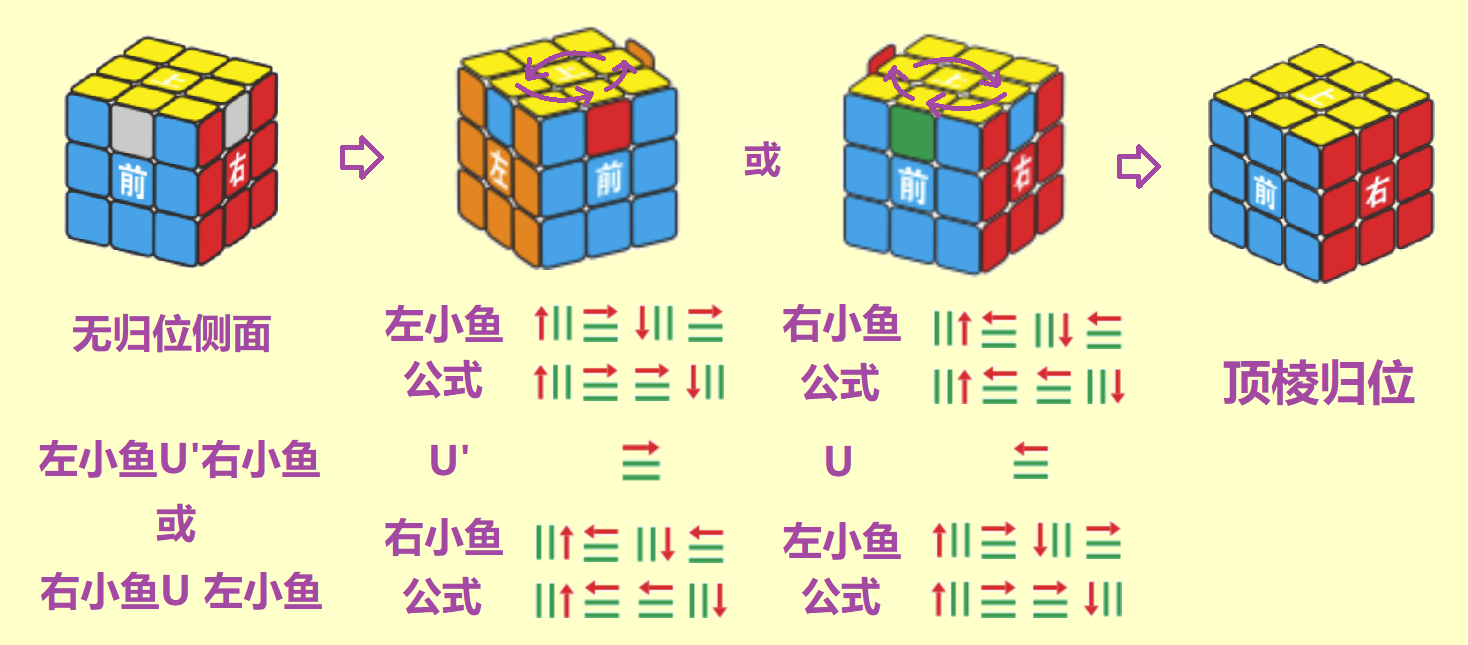 上
前
右
上
左
前
或
上
前
右
上
前
右
无归位侧面
左小鱼
公式
右小鱼
公式
顶棱归位
左小鱼U'右小鱼
或
右小鱼U 左小鱼
U'
U
右小鱼
公式
左小鱼
公式